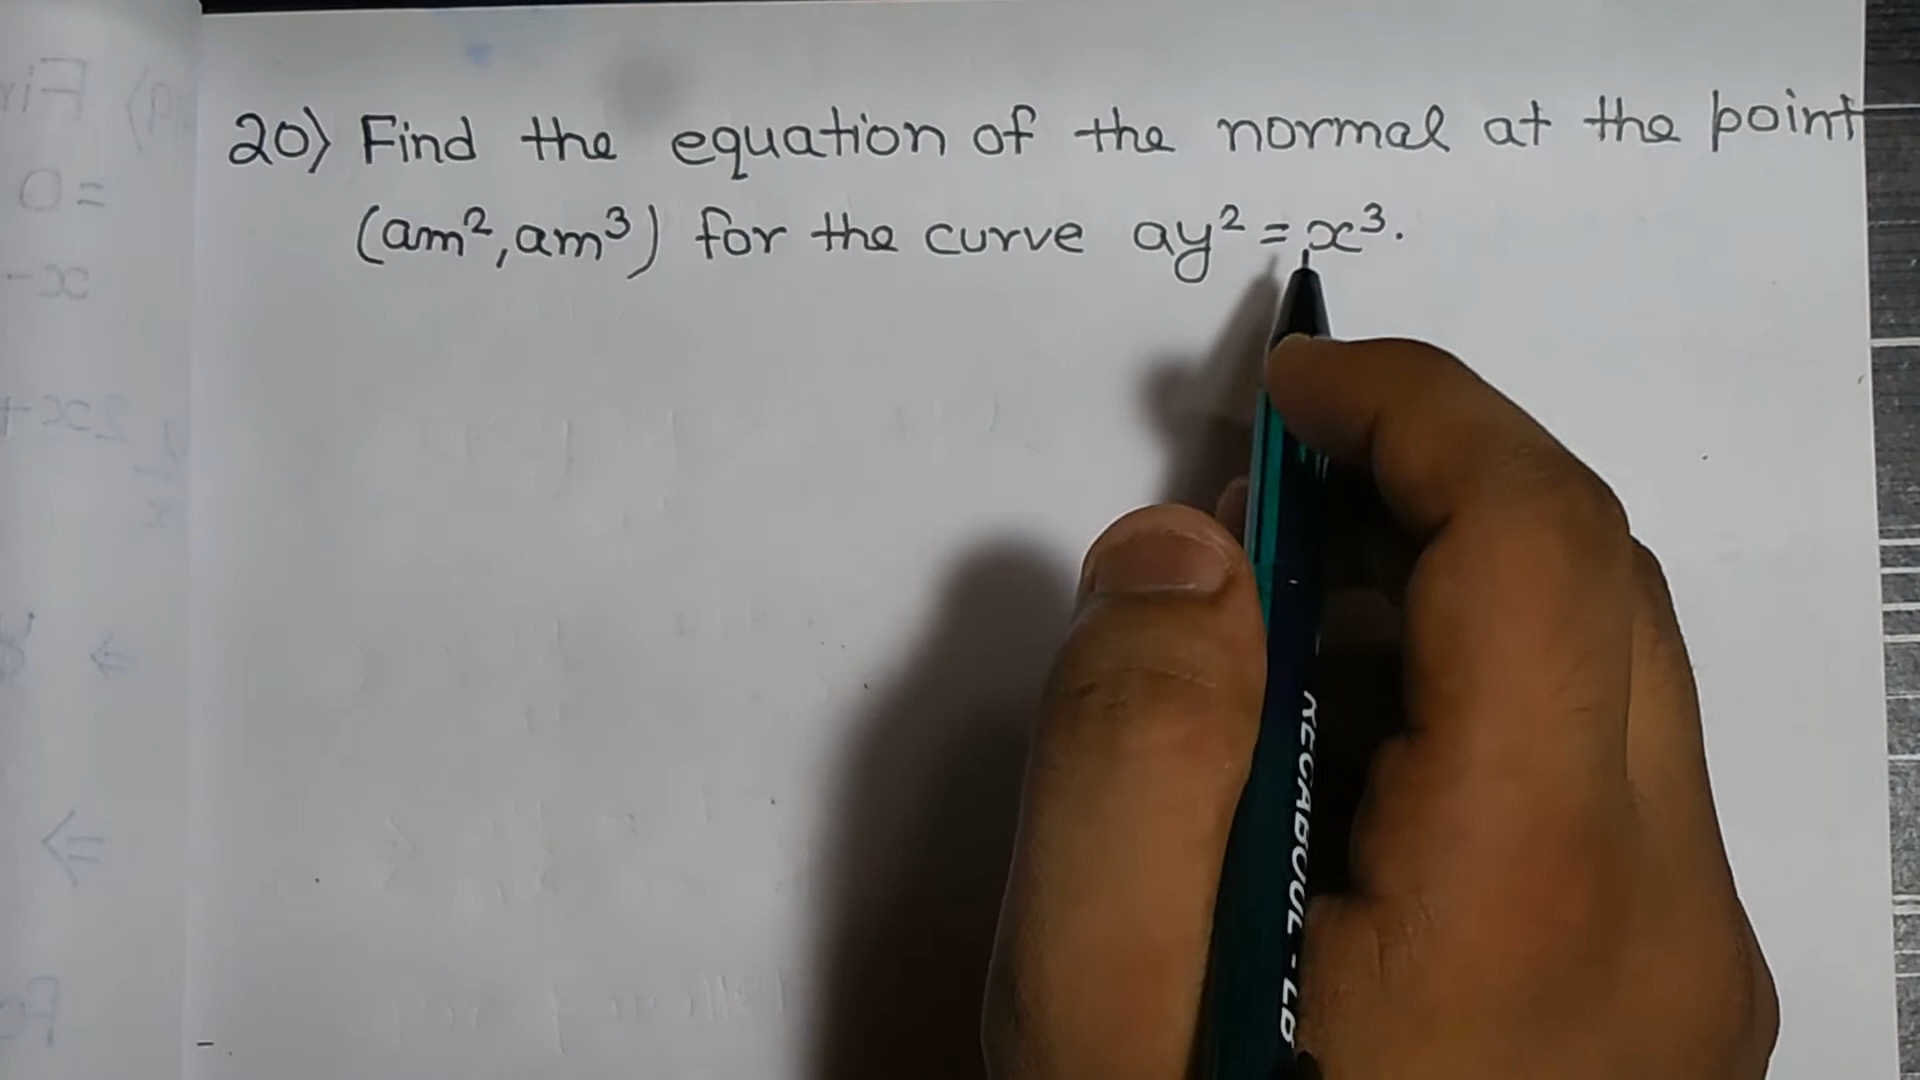 20) Find the equation of the normal at the point
(am², am³) for the curve ay² = x³.